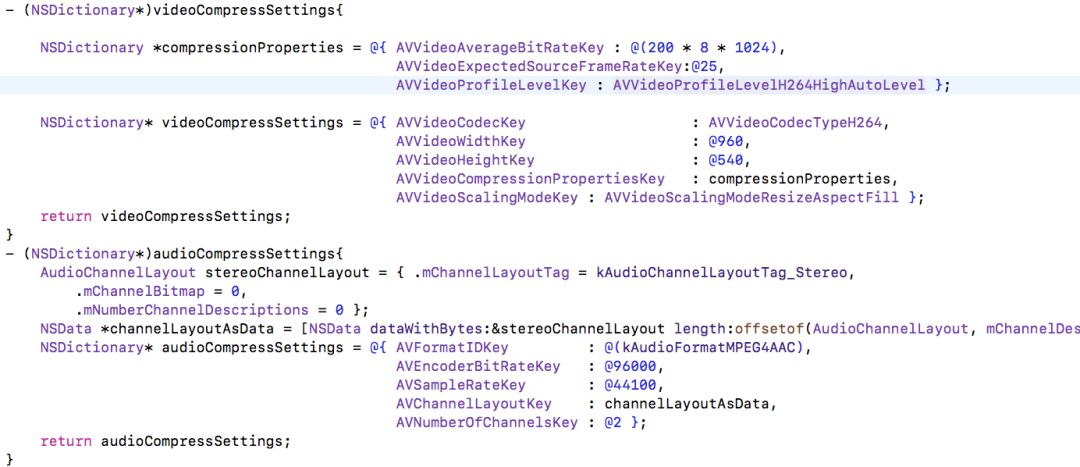 - (NSDictionary*)videoCompressSettings{
NSDictionary *compressionProperties = @{ AVVideoAverageBitRateKey : @(200 * 8 * 1024),
AVVideoExpectedSourceFrameRateKey:@25,
AVVideoProfileLevelKey : AVVideoProfileLevelH264HighAutoLevel };
NSDictionary* videoCompressSettings = @{ AVVideoCodecKey : AVVideoCodecTypeH264,
AVVideoWidthKey : @960,
AVVideoHeightKey : @540,
AVVideoCompressionPropertiesKey : compressionProperties,
AVVideoScalingModeKey : AVVideoScalingModeResizeAspectFill };
return videoCompressSettings;
}
- (NSDictionary*)audioCompressSettings{
AudioChannelLayout stereoChannelLayout = { .mChannelLayoutTag = kAudioChannelLayoutTag_Stereo,
.mChannelBitmap = 0,
.mNumberChannelDescriptions = 0 };
NSData *channelLayoutAsData = [NSData dataWithBytes:&stereoChannelLayout length:offsetof(AudioChannelLayout, mChannelDes
NSDictionary* audioCompressSettings = @{ AVFormatIDKey : @(kAudioFormatMPEG4AAC),
AVEncoderBitRateKey : @96000,
AVSampleRateKey : @44100,
AVChannelLayoutKey : channelLayoutAsData,
AVNumberOfChannelsKey : @2 };
return audioCompressSettings;
}